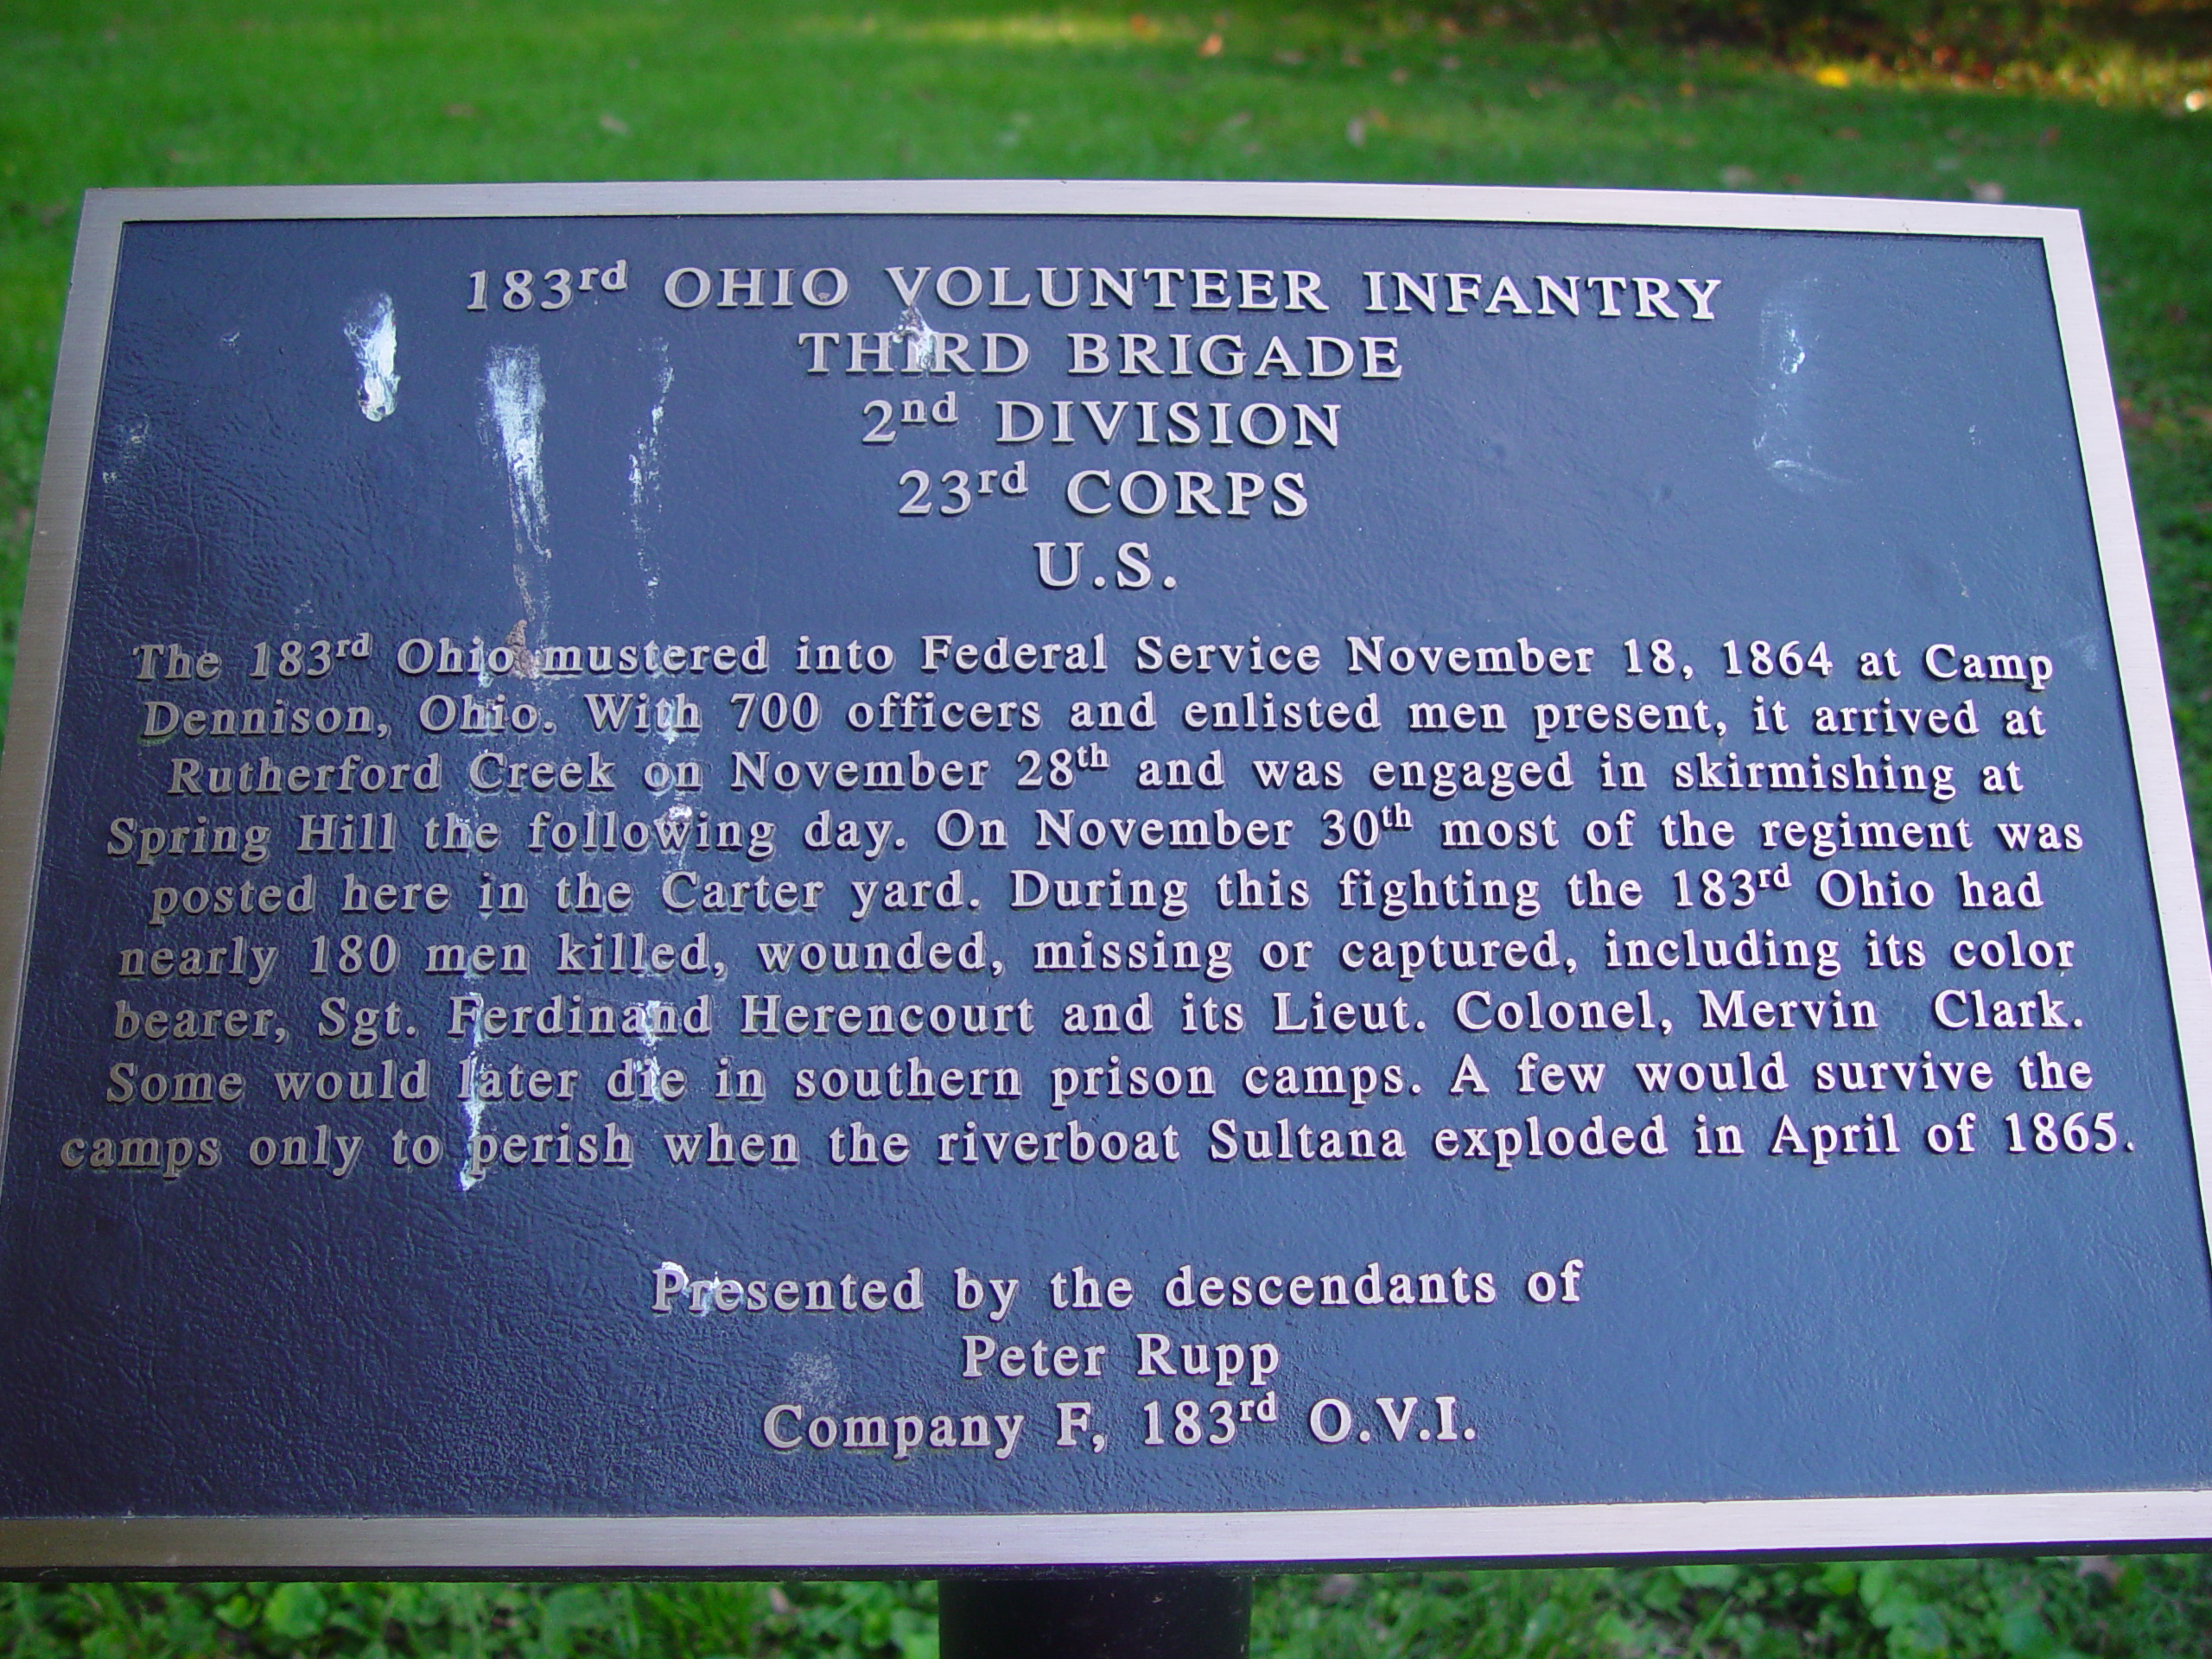 183rd OHIO VOLUNTEER INFANTRY
THIRD BRIGADE
2nd DIVISION
23rd CORPS
U.S.
The 183rd Ohio mustered into Federal Service November 18, 1864 at Camp
Dennison, Ohio. With 700 officers and enlisted men present, it arrived at
Rutherford Creek on November 28th and was engaged in skirmishing at
Spring Hill the following day. On November 30th most of the regiment was
posted here in the Carter yard. During this fighting the 183rd Ohio had
nearly 180 men killed, wounded, missing or captured, including its color
bearer, Sgt. Ferdinand Herencourt and its Lieut. Colonel, Mervin Clark.
Some would later die in southern prison camps. A few would survive the
camps only to perish when the riverboat Sultana exploded in April of 1865.
Presented by the descendants of
Peter Rupp
Company F, 183rd O.V.I.